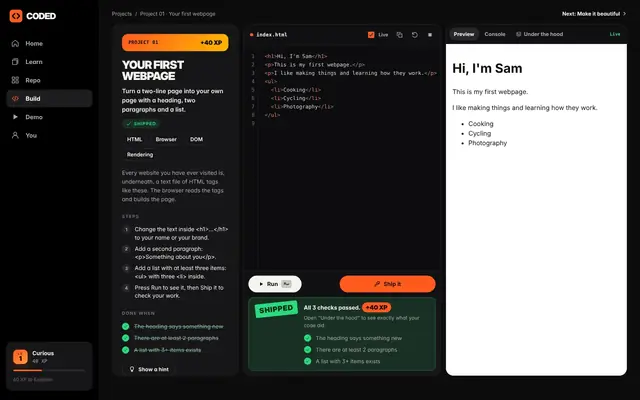 CODED
Home
Learn
Repo
Build
Demo
You
Curious
40 XP
1
Projects / Project 01 · Your first webpage
Next: Make it beautiful
PROJECT 01
+40 XP
YOUR FIRST
WEBPAGE
Turn a two-line page into your own
page with a heading, two
paragraphs and a list.
SHIPPED
HTML
Browser
DOM
Rendering
Every website you have ever visited is,
underneath, a text file of HTML tags
like these. The browser reads the tags
and builds the page.
STEPS
1 Change the text inside <h1>...</h1>
to your name or your brand.
2 Add a second paragraph:
<p>Something about you</p>.
3 Add a list with at least three items:
<ul> with three <li> inside.
4 Press Run to see it, then Ship it to
check your work.
DONE WHEN
The heading says something new
There are at least 2 paragraphs
A list with 3+ items exists
Show a hint
index.html
Live
1 <h1>Hi, I'm Sam</h1>
2 <p>This is my first webpage.</p>
3 <p>I like making things and learning how they work.</p>
4 <ul>
5 <li>Cooking</li>
6 <li>Cycling</li>
7 <li>Photography</li>
8 </ul>
9
Run
Ship it
SHIPPED
All 3 checks passed.
+40 XP
Open "Under the hood" to see exactly what your
code did.
The heading says something new
There are at least 2 paragraphs
A list with 3+ items exists
Preview
Console
Under the hood
Live
Hi, I'm Sam
This is my first webpage.
I like making things and learning how they work.
• Cooking
• Cycling
• Photography